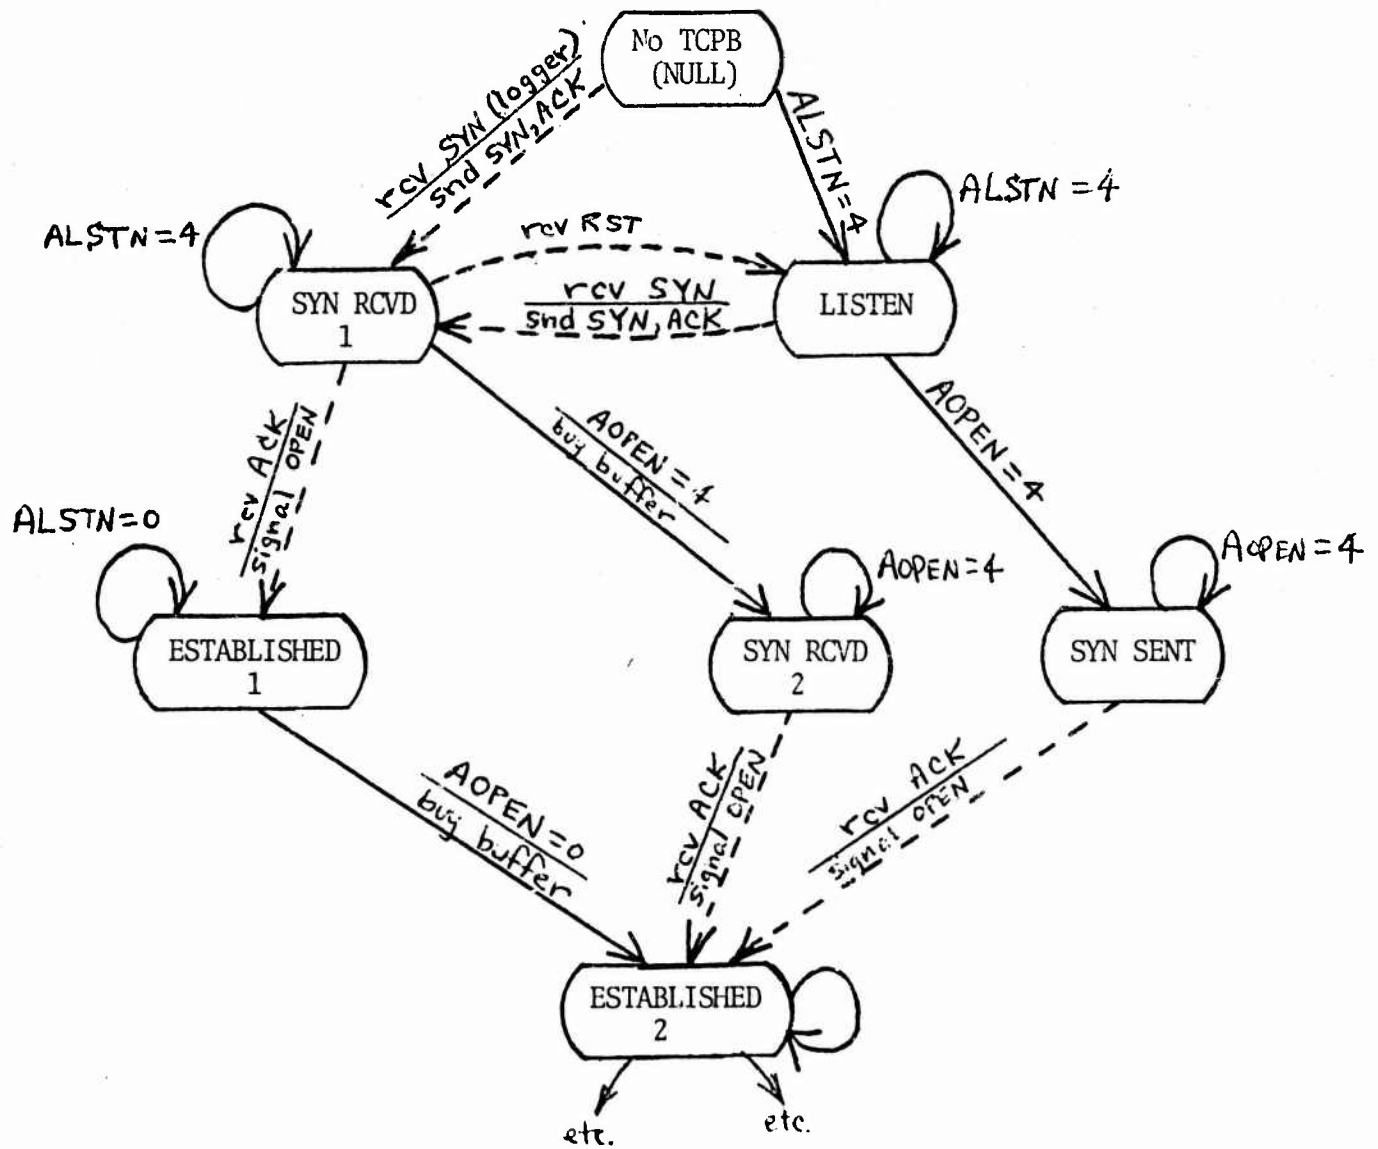 No TCPB
(NULL)
rcv SYN (logger)
snd SYN, ACK
ALSTN=4
ALSTN=4
ALSTN=4
rcv RST
SYN RCVD
1
rcv SYN
snd SYN, ACK
LISTEN
rcv ACK
signal OPEN
AOPEN=4
buy buffer
AOPEN=4
ALSTN=0
AOPEN=4
AOPEN=4
ESTABLISHED
1
SYN RCVD
2
SYN SENT
AOPEN=0
buy buffer
rcv ACK
signal OPEN
rcv ACK
signal OPEN
ESTABLISHED
2
etc.
etc.